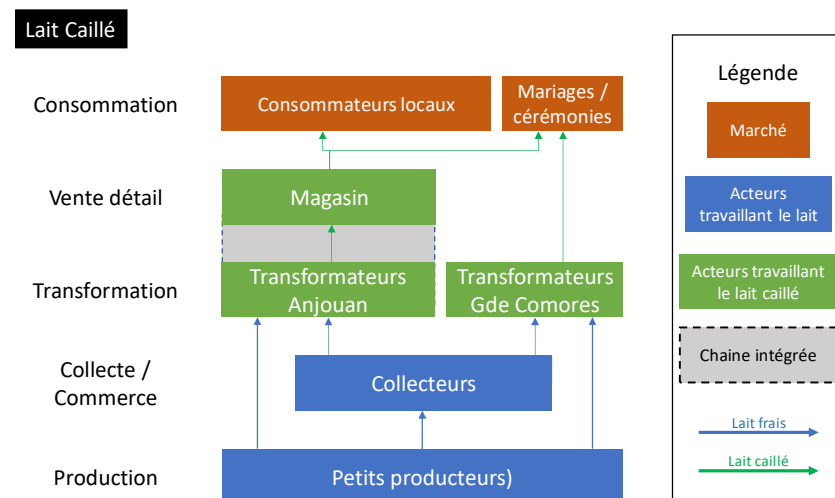 Lait Caillé
Consommation
Consommateurs locaux
Mariages /
cérémonies
Vente détail
Magasin
Transformation
Transformateurs
Anjouan
Transformateurs
Gde Comores
Collecte /
Commerce
Collecteurs
Production
Petits producteurs)
Légende
Marché
Acteurs
travaillant le lait
Acteurs travaillant
le lait caillé
Chaine intégrée
Lait frais
Lait caillé